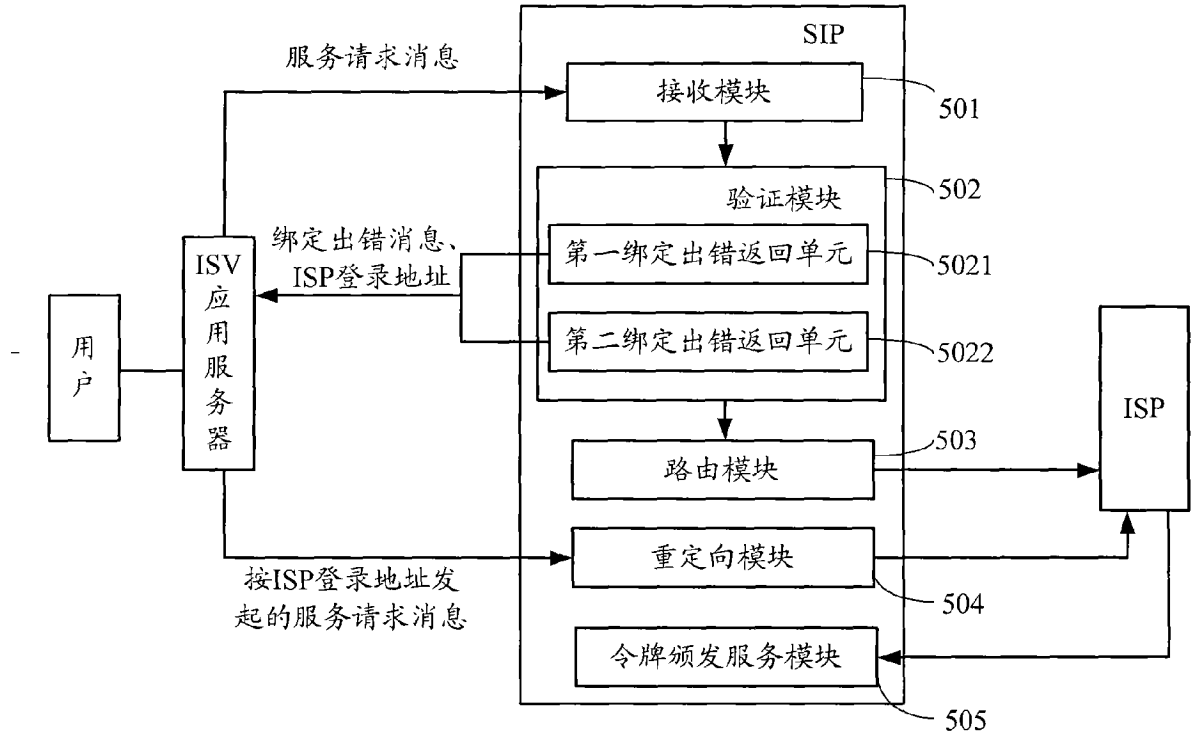 SIP
服务请求消息
接收模块
501
验证模块
502
绑定出错消息、
ISP登录地址
第一绑定出错返回单元
5021
第二绑定出错返回单元
5022
用户
ISV应用服务器
路由模块
503
ISP
重定向模块
504
按ISP登录地址发
起的服务请求消息
令牌颁发服务模块
505